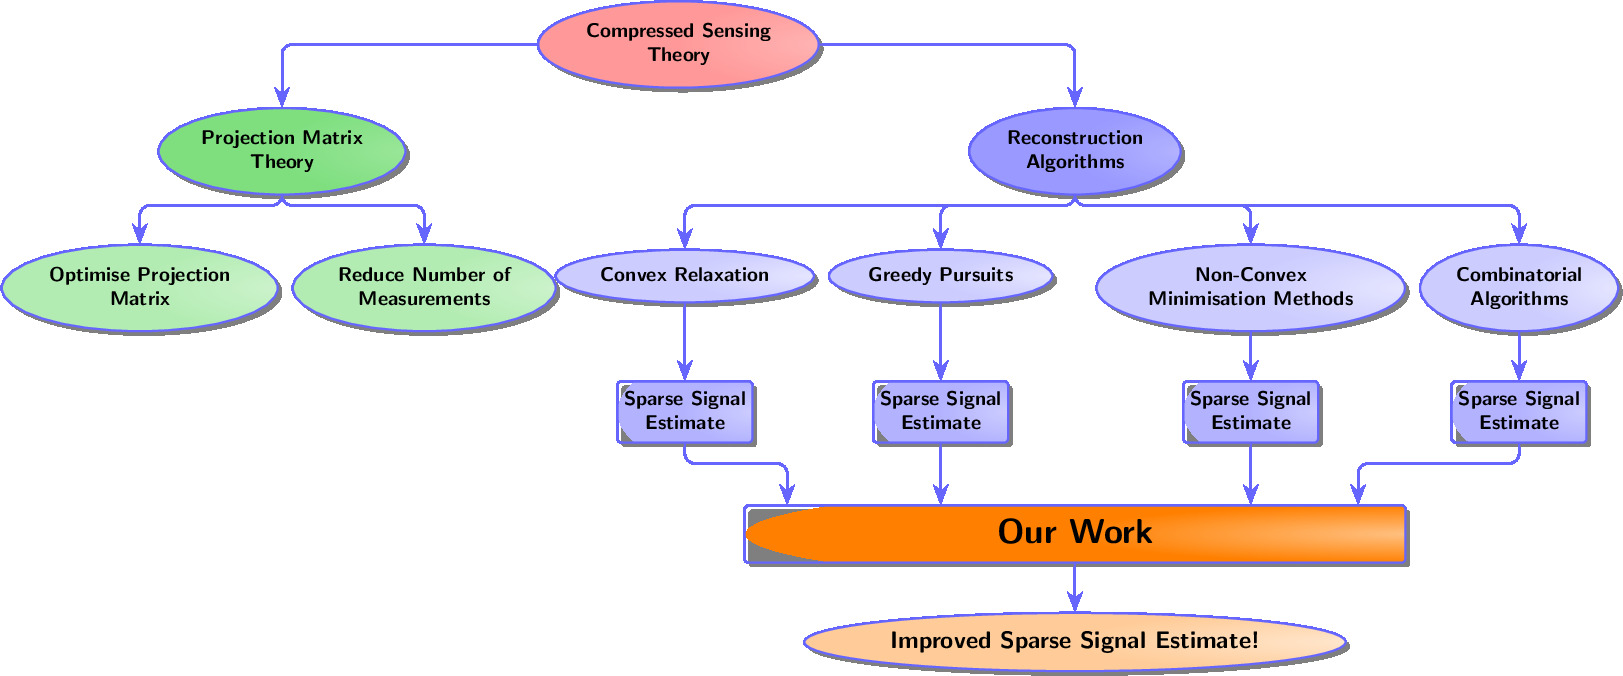 Compressed Sensing
Theory
Projection Matrix
Theory
Reconstruction
Algorithms
Optimise Projection
Matrix
Reduce Number of
Measurements
Convex Relaxation
Greedy Pursuits
Non-Convex
Minimisation Methods
Combinatorial
Algorithms
Sparse Signal
Estimate
Sparse Signal
Estimate
Sparse Signal
Estimate
Sparse Signal
Estimate
Our Work
Improved Sparse Signal Estimate!